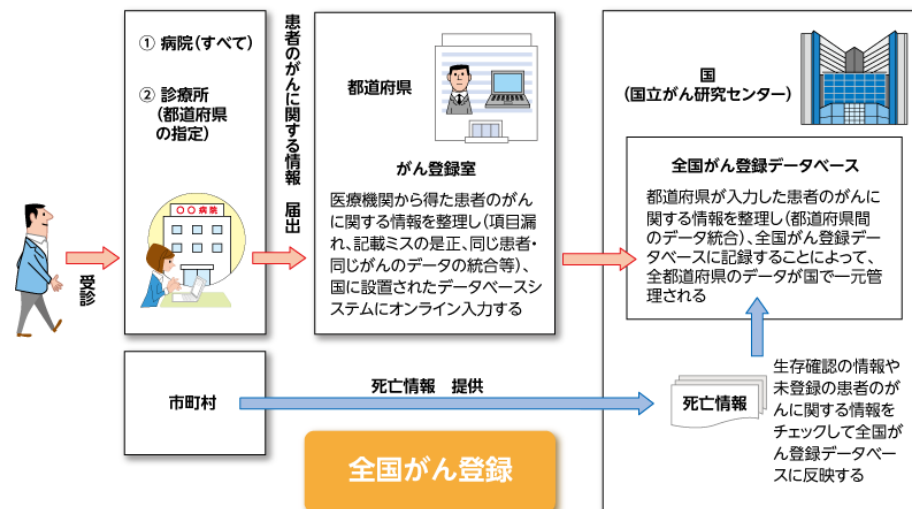 ① 病院(すべて)
② 診療所
(都道府県
の指定)
〇〇病院
受診
患者のがんに関する情報 届出
都道府県
がん登録室
医療機関から得た患者のがん
に関する情報を整理し(項目漏
れ、記載ミスの是正、同じ患者・
同じがんのデータの統合等)、
国に設置されたデータベースシ
ステムにオンライン入力する
国
(国立がん研究センター)
全国がん登録データベース
都道府県が入力した患者のがんに
関する情報を整理し(都道府県間
のデータ統合)、全国がん登録デー
タベースに記録することによって、
全都道府県のデータが国で一元管
理される
市町村
死亡情報 提供
死亡情報
生存確認の情報や
未登録の患者のが
んに関する情報を
チェックして全国が
ん登録データベー
スに反映する
全国がん登録